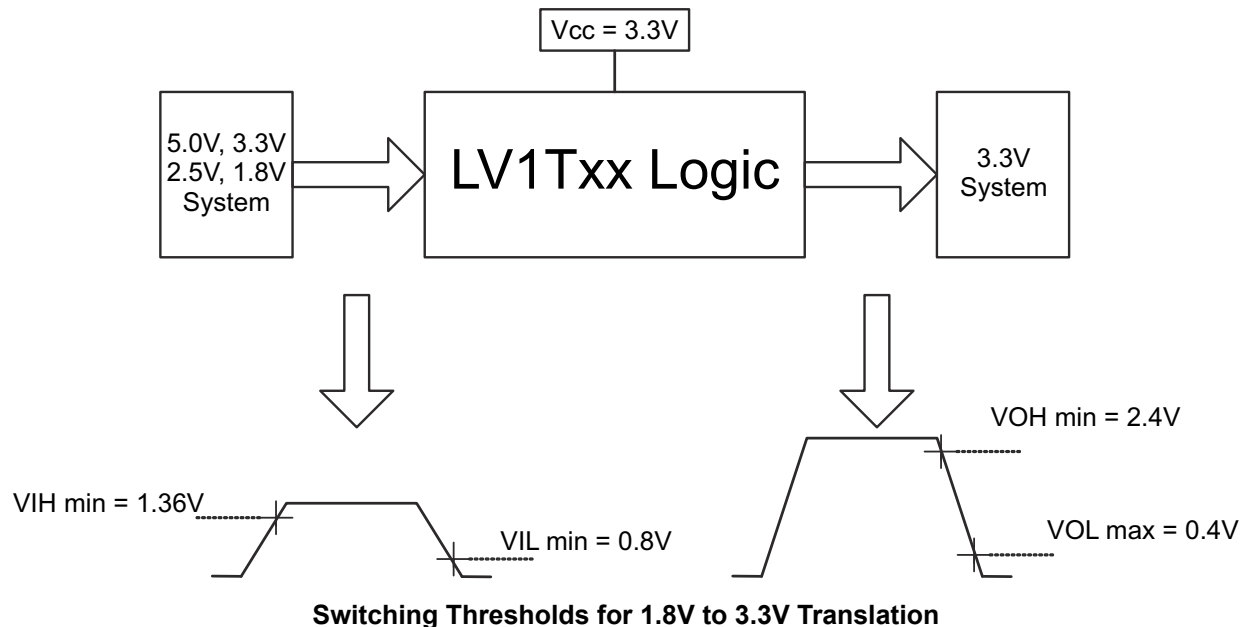 Vcc = 3.3V
5.0V, 3.3V
2.5V, 1.8V
System
LV1Txx Logic
3.3V
System
VIH min = 1.36V
VIL min = 0.8V
VOH min = 2.4V
VOL max = 0.4V
Switching Thresholds for 1.8V to 3.3V Translation